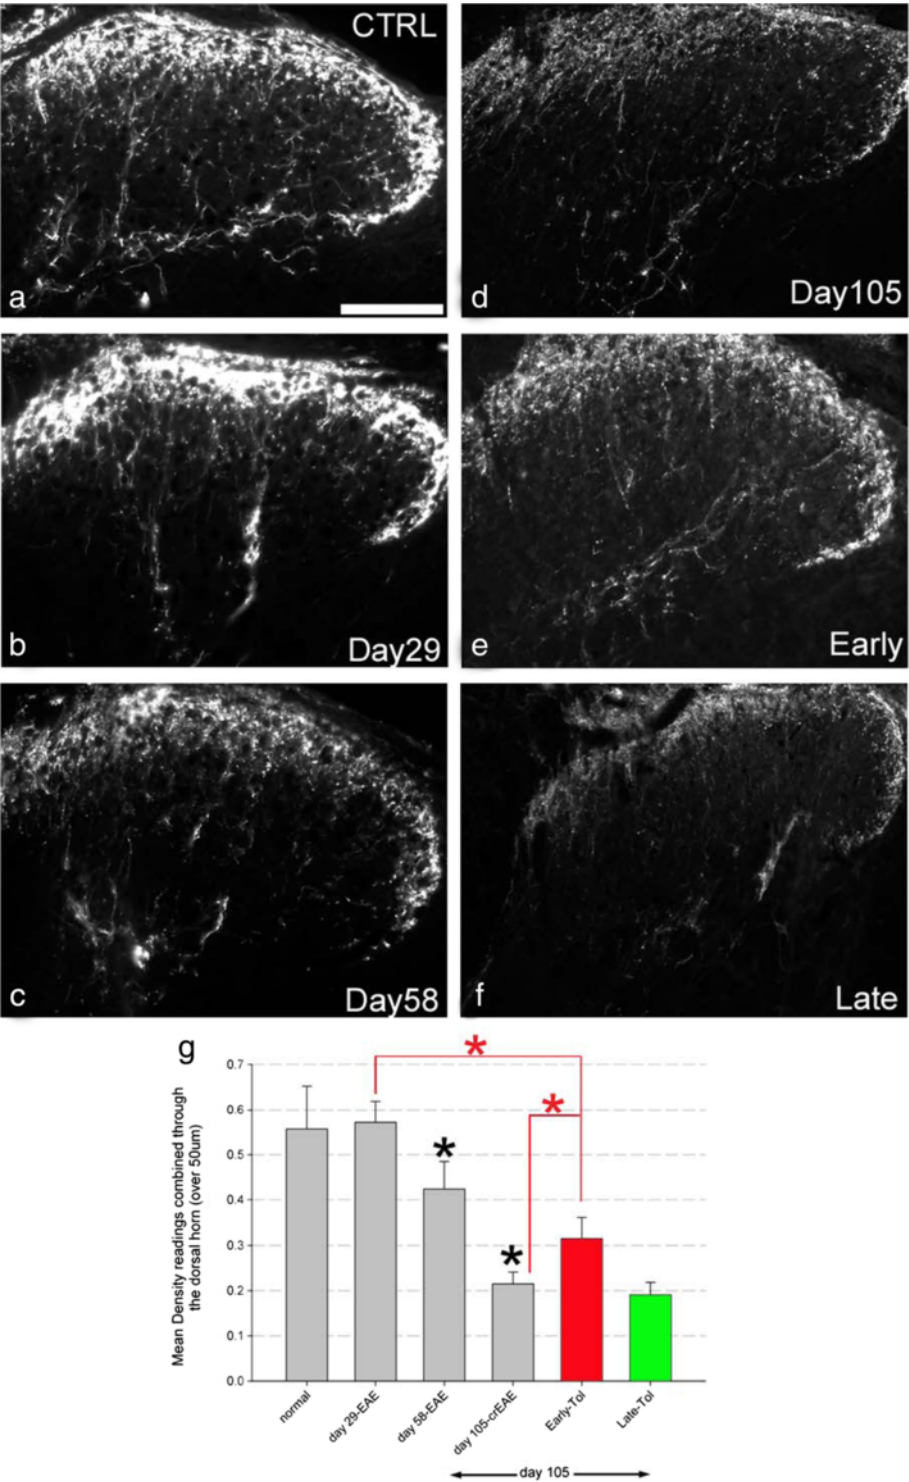 CTRL
a
d
Day105
b
Day29
e
Early
c
Day58
f
Late
g
*
*
*
*
Mean Density readings combined through
the dorsal horn (over 50um)
0.7
0.6
0.5
0.4
0.3
0.2
0.1
0.0
normal
day 29-EAE
day 58-EAE
day 105-crEAE
Early-Tol
Late-Tol
day 105